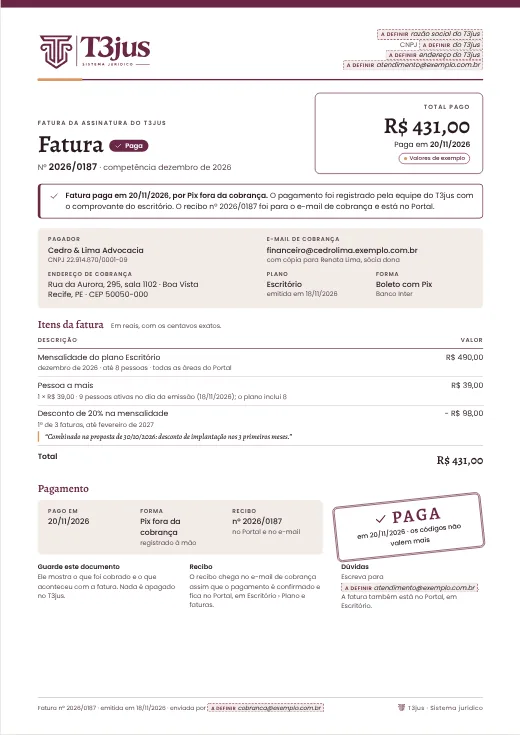 T3jus
SISTEMA JURÍDICO
A DEFINIR razão social do T3jus
CNPJ A DEFINIR do T3jus
A DEFINIR endereço do T3jus
A DEFINIR atendimento@exemplo.com.br
FATURA DA ASSINATURA DO T3JUS
Fatura Paga
Nº 2026/0187 · competência dezembro de 2026
TOTAL PAGO
R$ 431,00
Paga em 20/11/2026
Valores de exemplo
Fatura paga em 20/11/2026, por Pix fora da cobrança. O pagamento foi registrado pela equipe do T3jus com
o comprovante do escritório. O recibo nº 2026/0187 foi para o e-mail de cobrança e está no Portal.
PAGADOR
Cedro & Lima Advocacia
CNPJ 22.914.870/0001-09
E-MAIL DE COBRANÇA
financeiro@cedrolima.exemplo.com.br
com cópia para Renata Lima, sócia dona
ENDEREÇO DE COBRANÇA
Rua da Aurora, 295, sala 1102 · Boa Vista
Recife, PE · CEP 50050-000
PLANO
Escritório
emitida em 18/11/2026
FORMA
Boleto com Pix
Banco Inter
Itens da fatura Em reais, com os centavos exatos.
DESCRIÇÃO VALOR
Mensalidade do plano Escritório R$ 490,00
dezembro de 2026 · até 8 pessoas · todas as áreas do Portal
Pessoa a mais R$ 39,00
1 × R$ 39,00 · 9 pessoas ativas no dia da emissão (18/11/2026); o plano inclui 8
Desconto de 20% na mensalidade - R$ 98,00
1ª de 3 faturas, até fevereiro de 2027
"Combinado na proposta de 30/10/2026: desconto de implantação nos 3 primeiros meses."
Total R$ 431,00
Pagamento
PAGO EM
20/11/2026
FORMA
Pix fora da
cobrança
registrado à mão
RECIBO
nº 2026/0187
no Portal e no e-mail
PAGA
em 20/11/2026 · os códigos não
valem mais
Guarde este documento
Ele mostra o que foi cobrado e o que
aconteceu com a fatura. Nada é apagado
no T3jus.
Recibo
O recibo chega no e-mail de cobrança
assim que o pagamento é confirmado e
fica no Portal, em Escritório › Plano e
faturas.
Dúvidas
Escreva para
A DEFINIR atendimento@exemplo.com.br.
A fatura também está no Portal, em
Escritório.
Fatura nº 2026/0187 · emitida em 18/11/2026 · enviada por A DEFINIR cobranca@exemplo.com.br
T3jus · Sistema jurídico